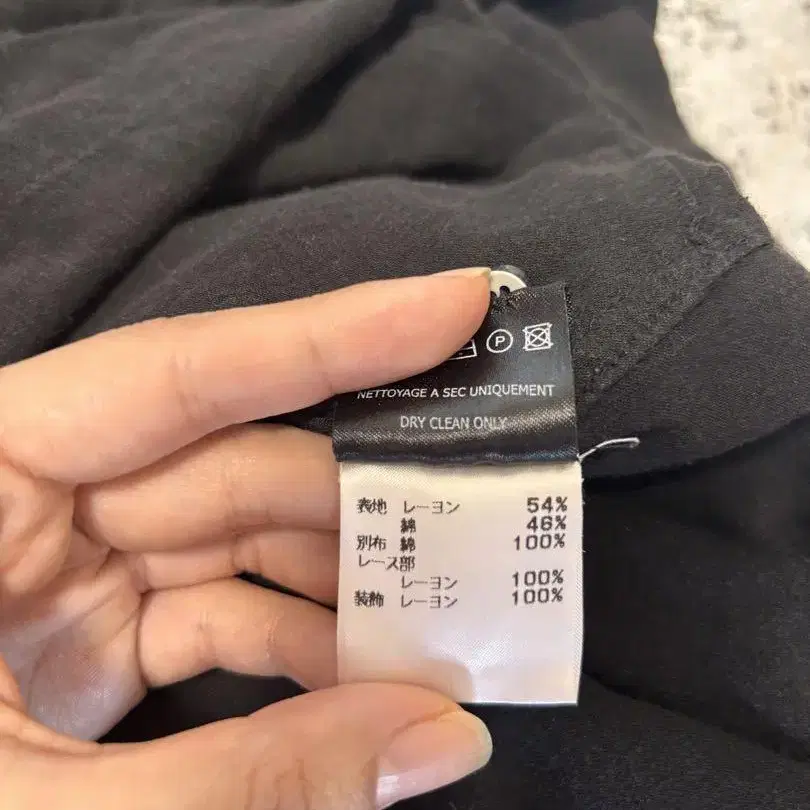 P
NETTOYAGE A SEC UNIQUEMENT
DRY CLEAN ONLY
表地 レーヨン 54%
綿 46%
別布 綿 100%
レース部
レーヨン 100%
装飾 レーヨン 100%